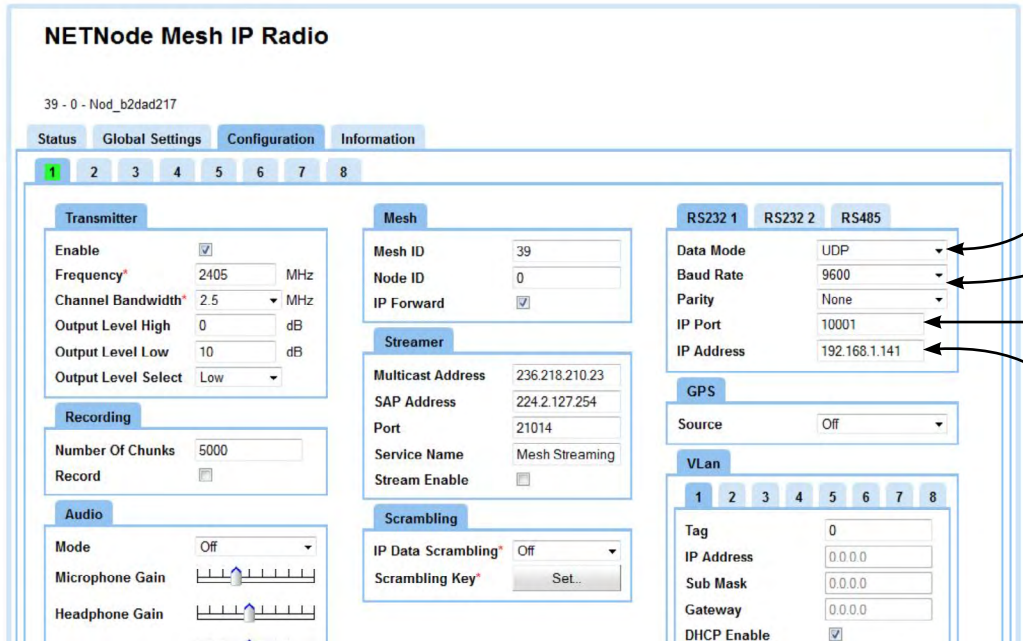 NETNode Mesh IP Radio
39 - 0 - Nod_b2dad217
Status Global Settings Configuration Information
1 2 3 4 5 6 7 8
Transmitter
Enable
Frequency* 2405 MHz
Channel Bandwidth* 2.5 MHz
Output Level High 0 dB
Output Level Low 10 dB
Output Level Select Low
Recording
Number Of Chunks 5000
Record
Audio
Mode Off
Microphone Gain
Headphone Gain
Mesh
Mesh ID 39
Node ID 0
IP Forward
Streamer
Multicast Address 236.218.210.23
SAP Address 224.2.127.254
Port 21014
Service Name Mesh Streaming
Stream Enable
Scrambling
IP Data Scrambling* Off
Scrambling Key* Set...
RS232 1 RS232 2 RS485
Data Mode UDP
Baud Rate 9600
Parity None
IP Port 10001
IP Address 192.168.1.141
GPS
Source Off
VLan
1 2 3 4 5 6 7 8
Tag 0
IP Address 0.0.0.0
Sub Mask 0.0.0.0
Gateway 0.0.0.0
DHCP Enable